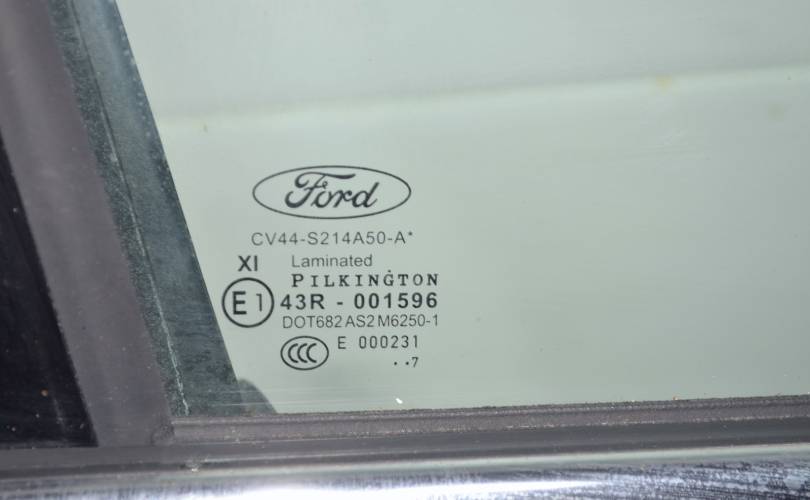 Ford
CV44-S214A50-A*
XI Laminated
PILKINGTON
E1 43R - 001596
DOT682 AS2 M6250-1
CCC E 000231
..7